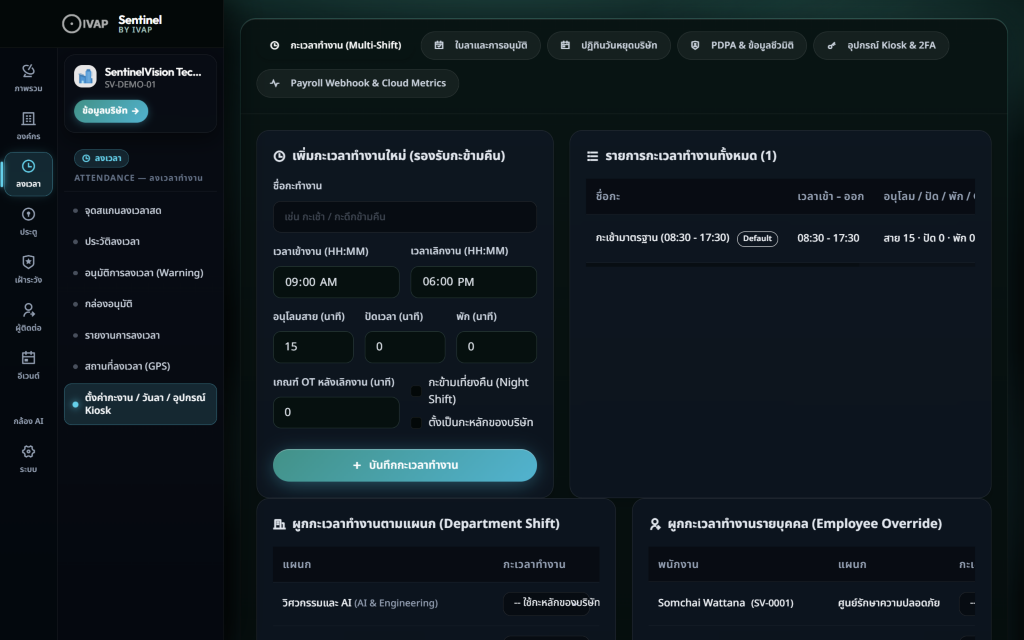 IVAP
Sentinel
BY IVAP
ภาพรวม
องค์กร
ลงเวลา
ประตู
เฝ้าระวัง
ผู้ติดต่อ
อีเวนต์
กล้อง AI
ระบบ
SentinelVision Tec...
SV-DEMO-01
ข้อมูลบริษัท →
ลงเวลา
ATTENDANCE — ลงเวลาทำงาน
จุดสแกนลงเวลาสด
ประวัติลงเวลา
อนุมัติการลงเวลา (Warning)
กล่องอนุมัติ
รายงานการลงเวลา
สถานที่ลงเวลา (GPS)
ตั้งค่ากะงาน / วันลา / อุปกรณ์
Kiosk
กะเวลาทำงาน (Multi-Shift)
ใบลาและการอนุมัติ
ปฏิทินวันหยุดบริษัท
PDPA & ข้อมูลชีวมิติ
อุปกรณ์ Kiosk & 2FA
Payroll Webhook & Cloud Metrics
เพิ่มกะเวลาทำงานใหม่ (รองรับกะข้ามคืน)
ชื่อกะทำงาน
เช่น กะเช้า / กะดึกข้ามคืน
เวลาเข้างาน (HH:MM)
เวลาเลิกงาน (HH:MM)
09:00 AM
06:00 PM
อนุโลมสาย (นาที)
ปัดเวลา (นาที)
พัก (นาที)
15
0
0
เกณฑ์ OT หลังเลิกงาน (นาที)
0
กะข้ามเที่ยงคืน (Night
Shift)
ตั้งเป็นกะหลักของบริษัท
+ บันทึกกะเวลาทำงาน
รายการกะเวลาทำงานทั้งหมด (1)
ชื่อกะ
เวลาเข้า – ออก
อนุโลม / ปัด / พัก /
กะเช้ามาตรฐาน (08:30 - 17:30)
Default
08:30 - 17:30
สาย 15 · ปัด 0 · พัก 0
ผูกกะเวลาทำงานตามแผนก (Department Shift)
แผนก
กะเวลาทำงาน
วิศวกรรมและ AI (AI & Engineering)
-- ใช้กะหลักของบริษัท
ผูกกะเวลาทำงานรายบุคคล (Employee Override)
พนักงาน
แผนก
กะเ
Somchai Wattana (SV-0001)
ศูนย์รักษาความปลอดภัย
--